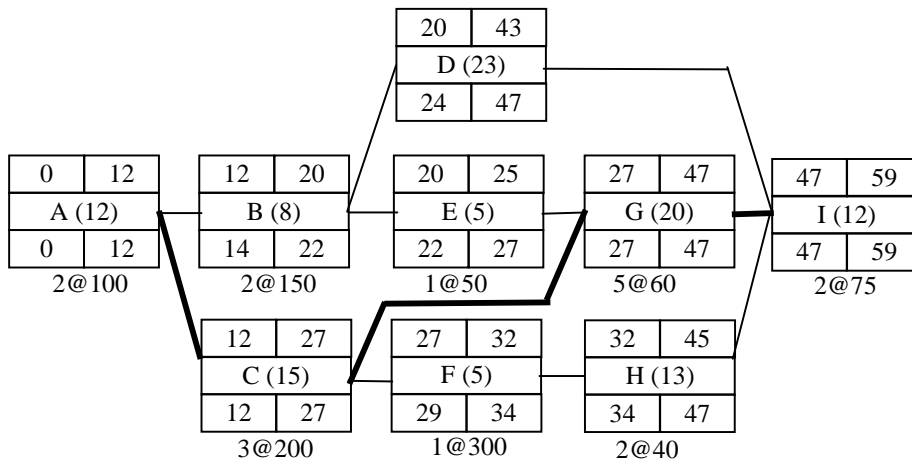 20 43
D (23)
24 47
0 12
A (12)
0 12
2@100
12 20
B (8)
14 22
2@150
20 25
E (5)
22 27
1@50
27 47
G (20)
27 47
5@60
47 59
I (12)
47 59
2@75
12 27
C (15)
12 27
3@200
27 32
F (5)
29 34
1@300
32 45
H (13)
34 47
2@40